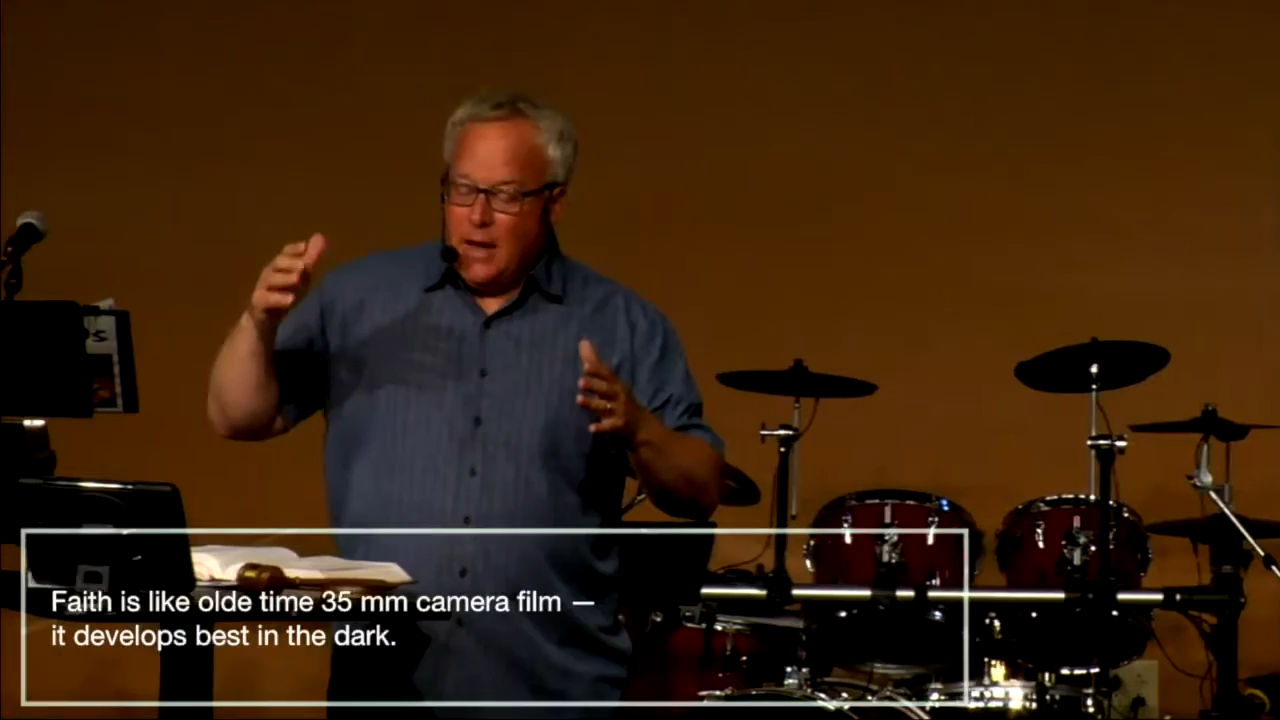 Faith is like olde time 35 mm camera film —
it develops best in the dark.